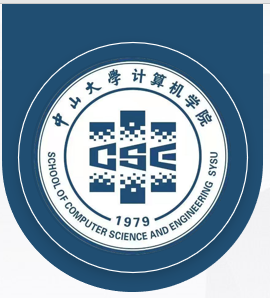 中山大學计算机学院
CSE
1979
SCHOOL OF COMPUTER SCIENCE AND ENGINEERING SYSU